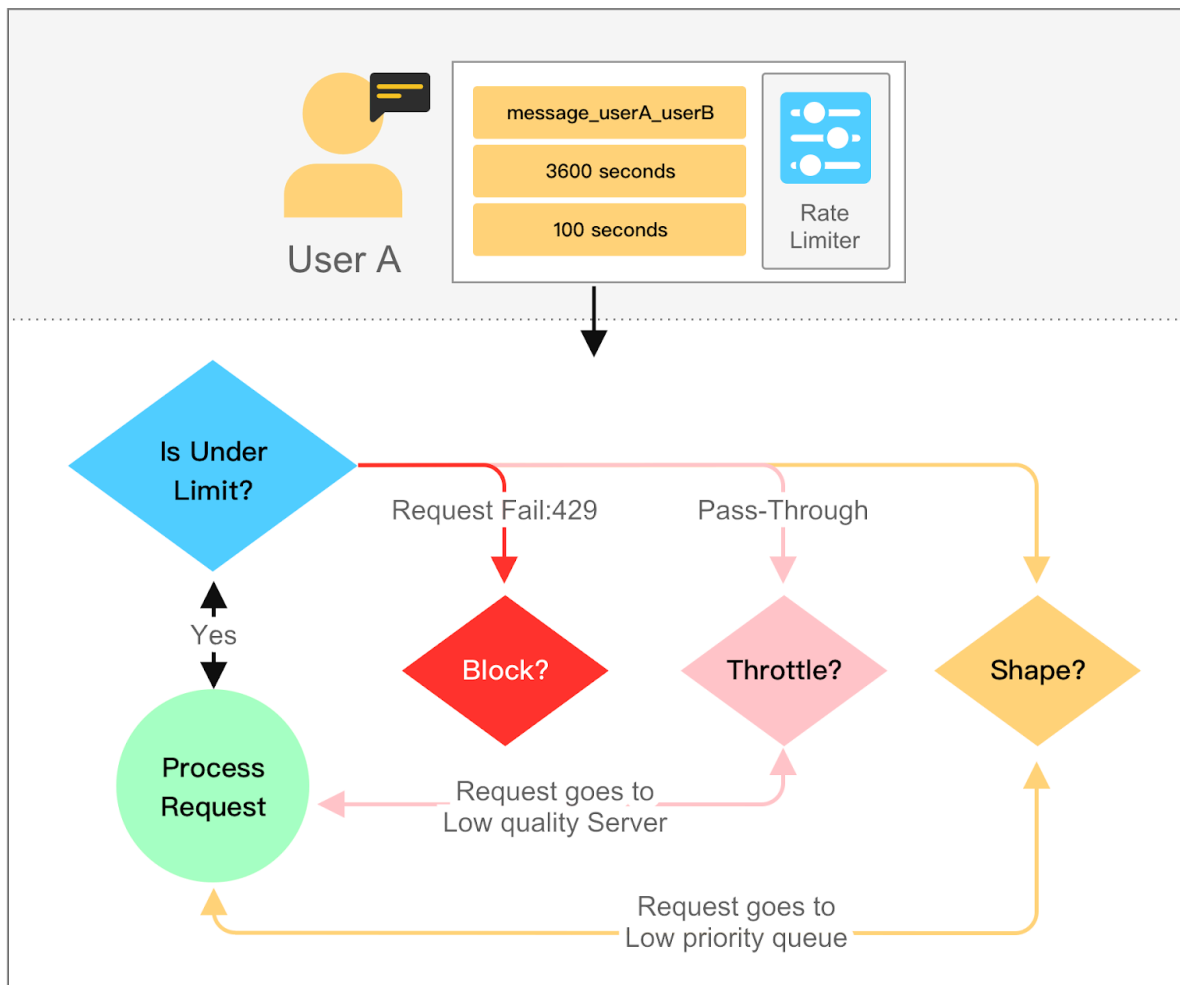 message_userA_userB
3600 seconds
100 seconds
Rate
Limiter
User A
Is Under
Limit?
Request Fail:429
Pass-Through
Yes
Block?
Throttle?
Shape?
Process
Request
Request goes to
Low quality Server
Request goes to
Low priority queue